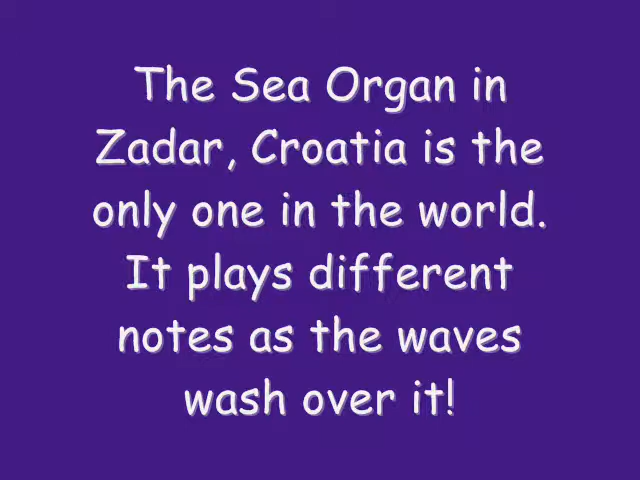 The Sea Organ in
Zadar, Croatia is the
only one in the world.
It plays different
notes as the waves
wash over it!